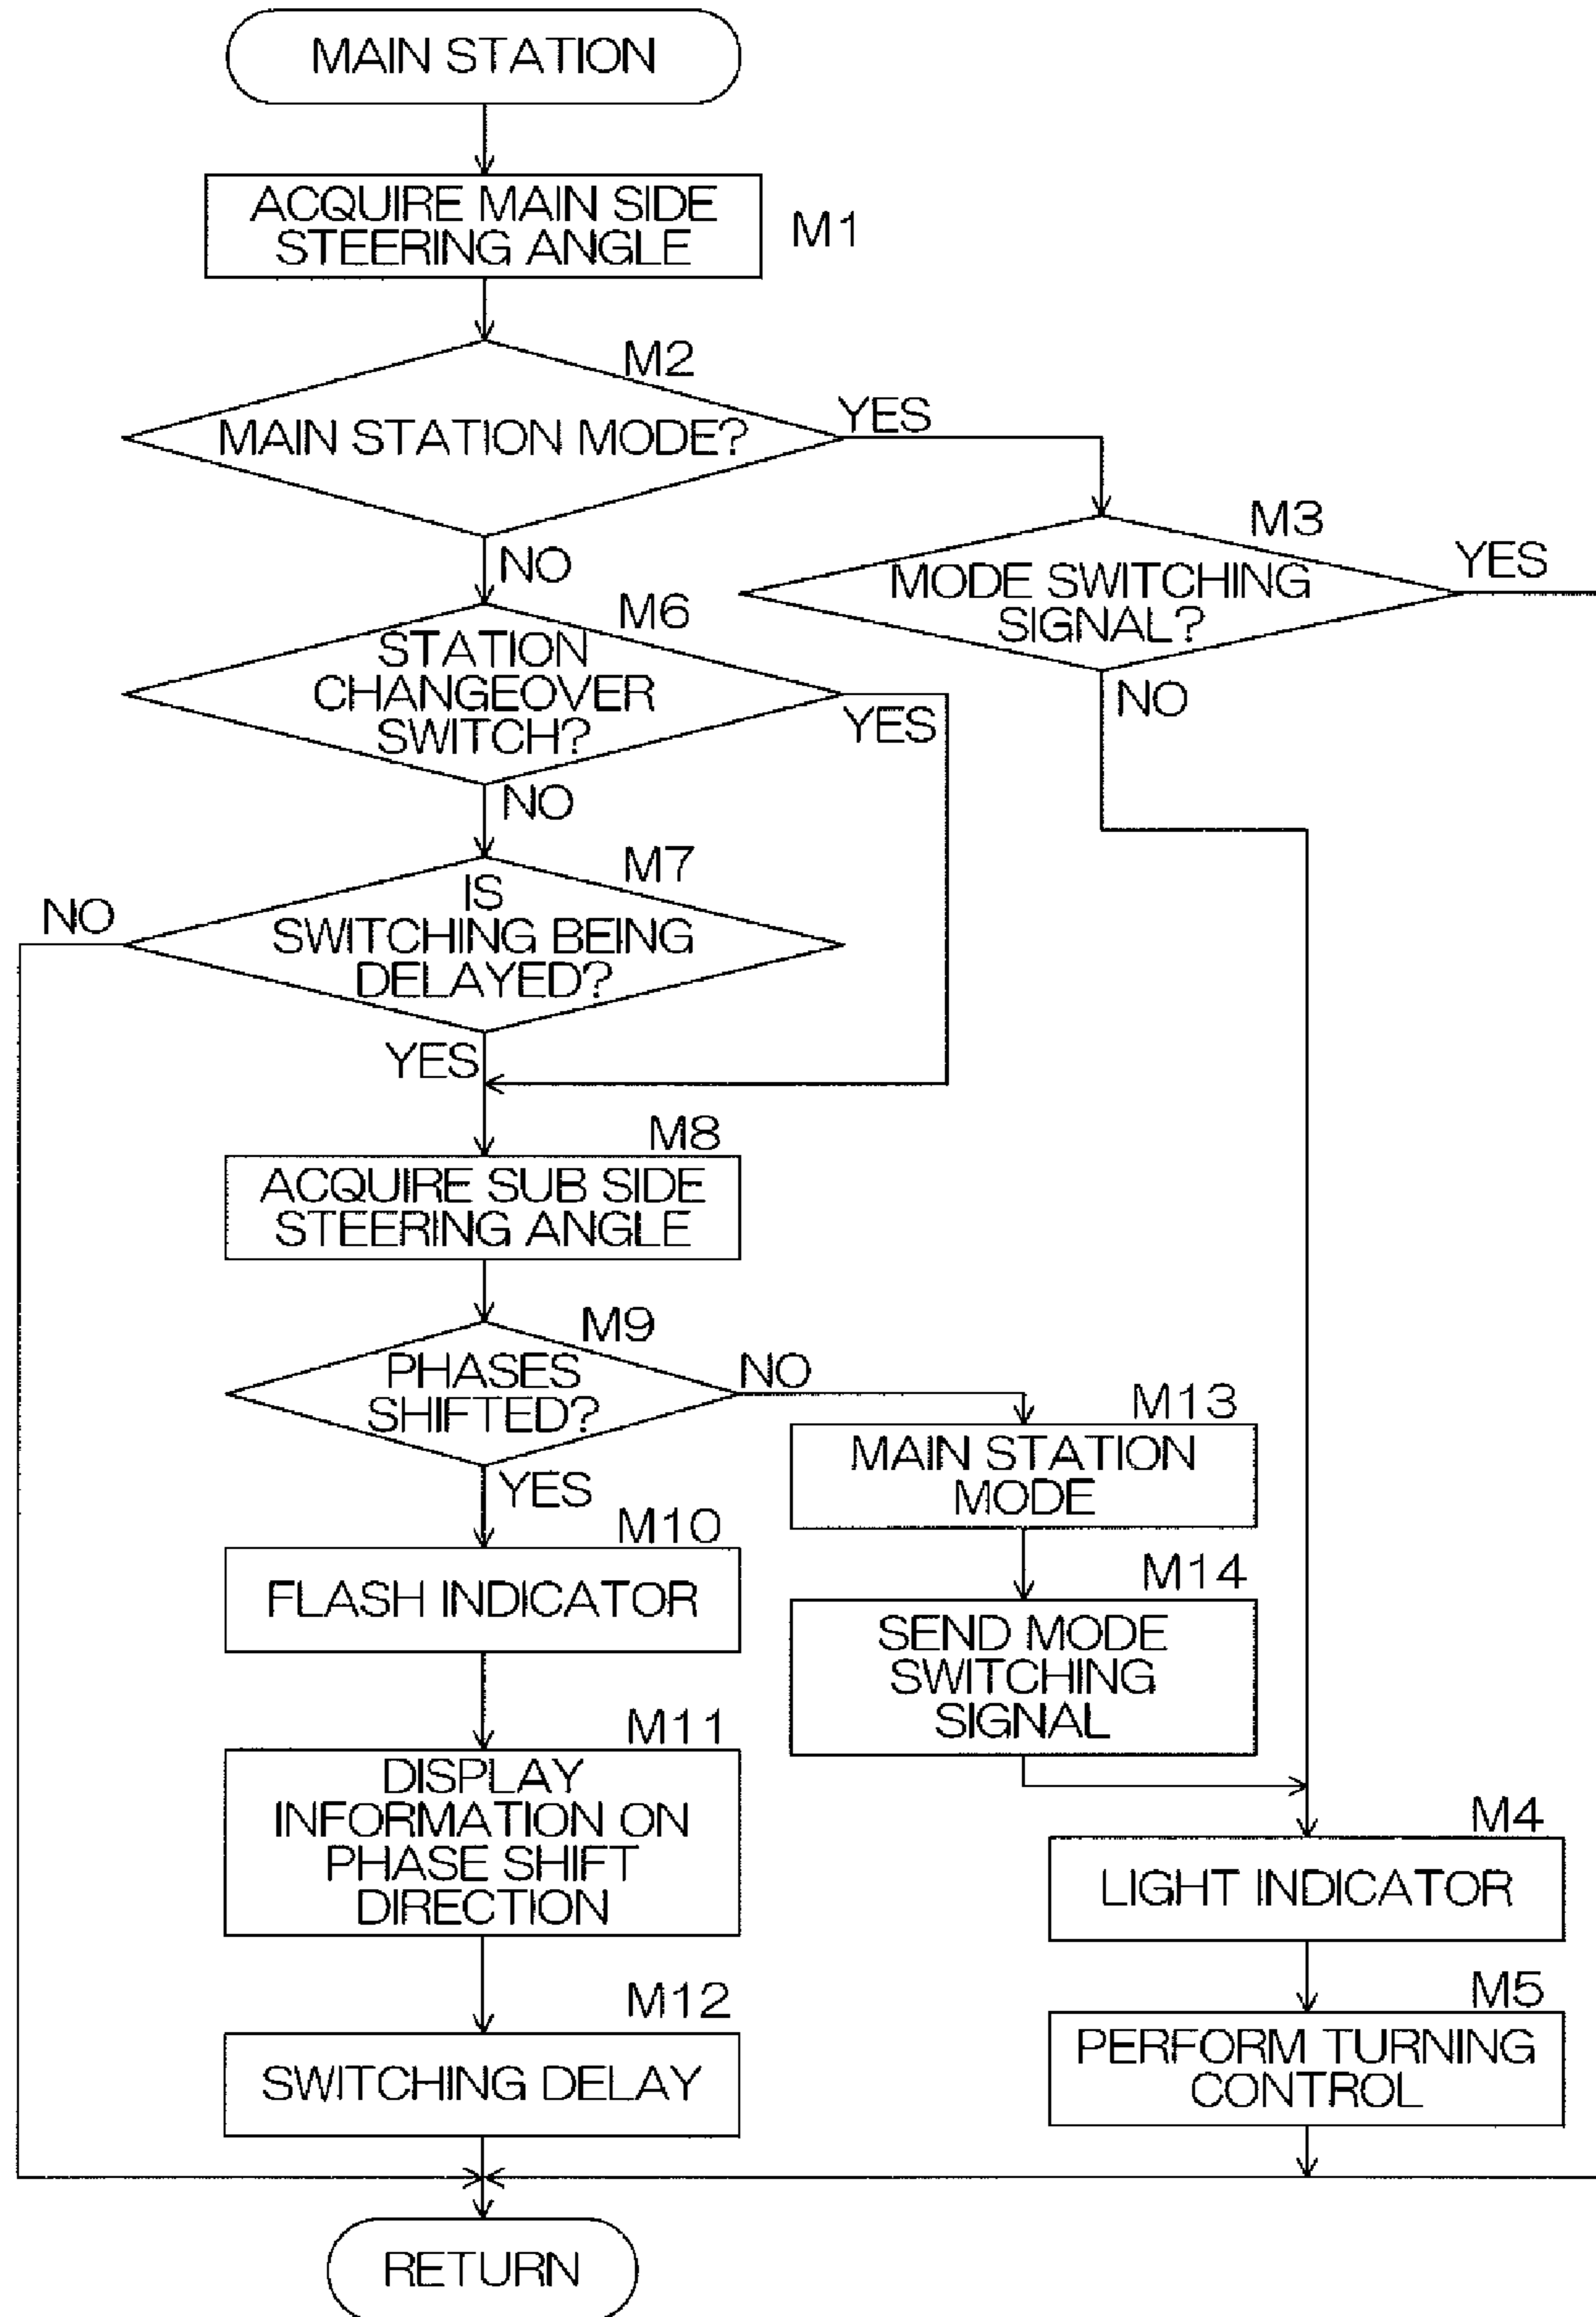 MAIN STATION
ACQUIRE MAIN SIDE
STEERING ANGLE
M1
M2
MAIN STATION MODE?
YES
NO
M3
MODE SWITCHING
SIGNAL?
YES
NO
M6
STATION
CHANGEOVER
SWITCH?
YES
NO
M7
IS
SWITCHING BEING
DELAYED?
NO
YES
M8
ACQUIRE SUB SIDE
STEERING ANGLE
M9
PHASES
SHIFTED?
NO
YES
M13
MAIN STATION
MODE
M10
FLASH INDICATOR
M14
SEND MODE
SWITCHING
SIGNAL
M11
DISPLAY
INFORMATION ON
PHASE SHIFT
DIRECTION
M4
LIGHT INDICATOR
M12
SWITCHING DELAY
M5
PERFORM TURNING
CONTROL
RETURN